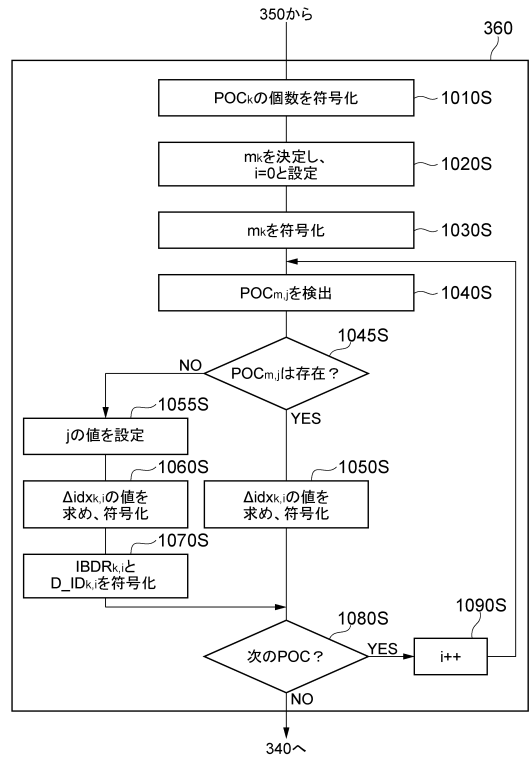 350から
360
POCkの個数を符号化
1010S
mkを決定し、
i=0と設定
1020S
mkを符号化
1030S
POCm,jを検出
1040S
1045S
POCm,jは存在？
NO
YES
1055S
jの値を設定
1060S
Δidxk,iの値を
求め、符号化
1050S
Δidxk,iの値を
求め、符号化
1070S
IBDRk,iと
D_IDk,iを符号化
1080S
次のPOC？
YES
1090S
i++
NO
340へ